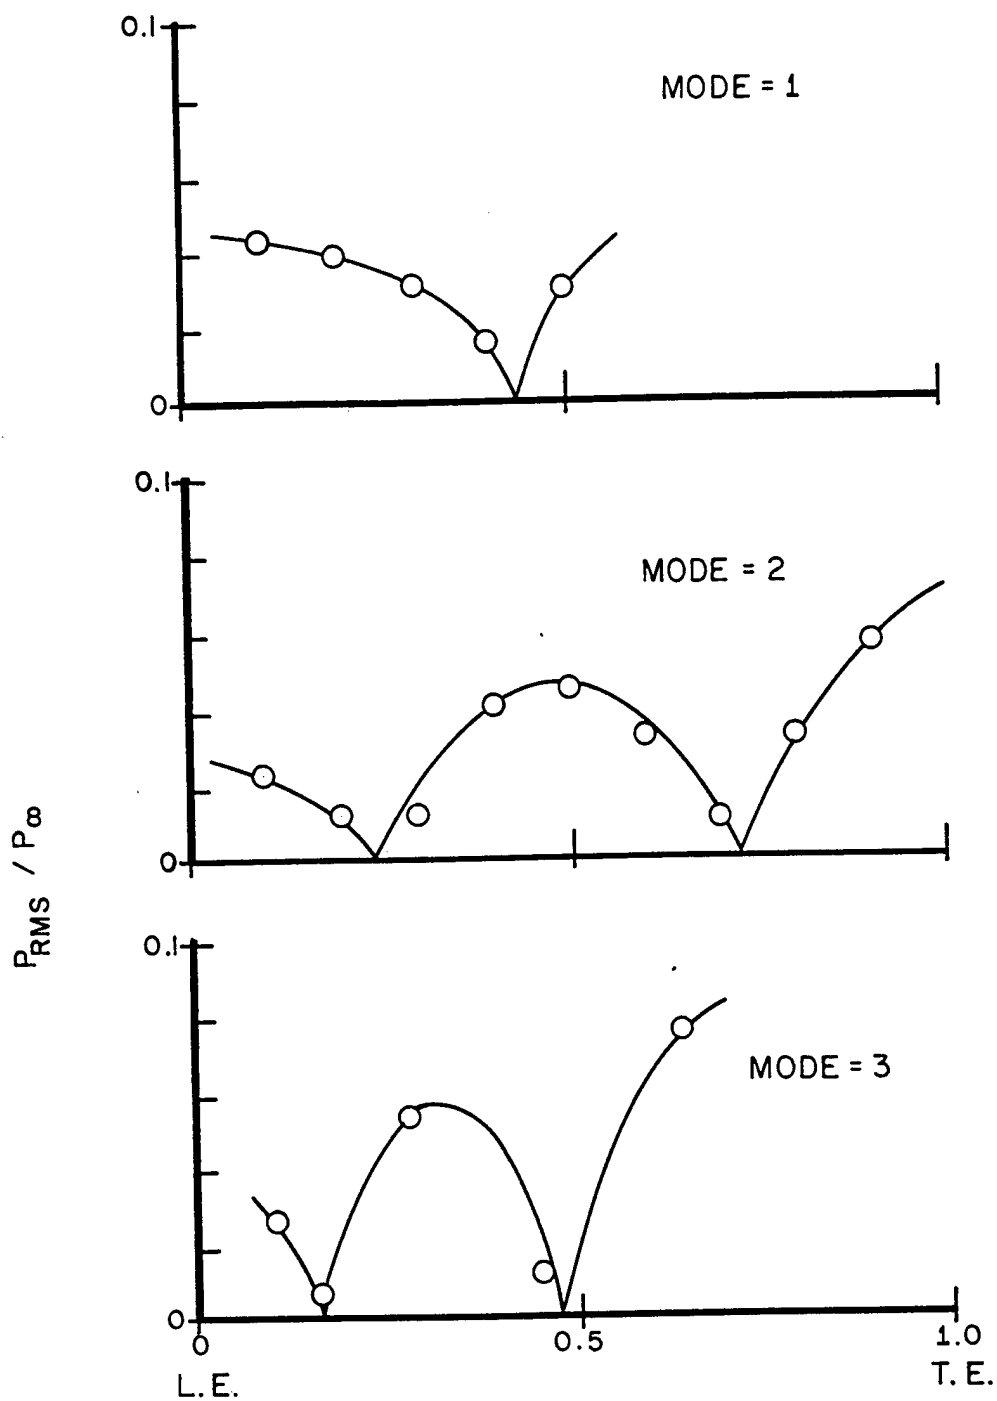 0.1
MODE = 1
0
0.1
MODE = 2
0
P_RMS / P_∞
0.1
MODE = 3
0
0 0.5 1.0
L.E. T.E.